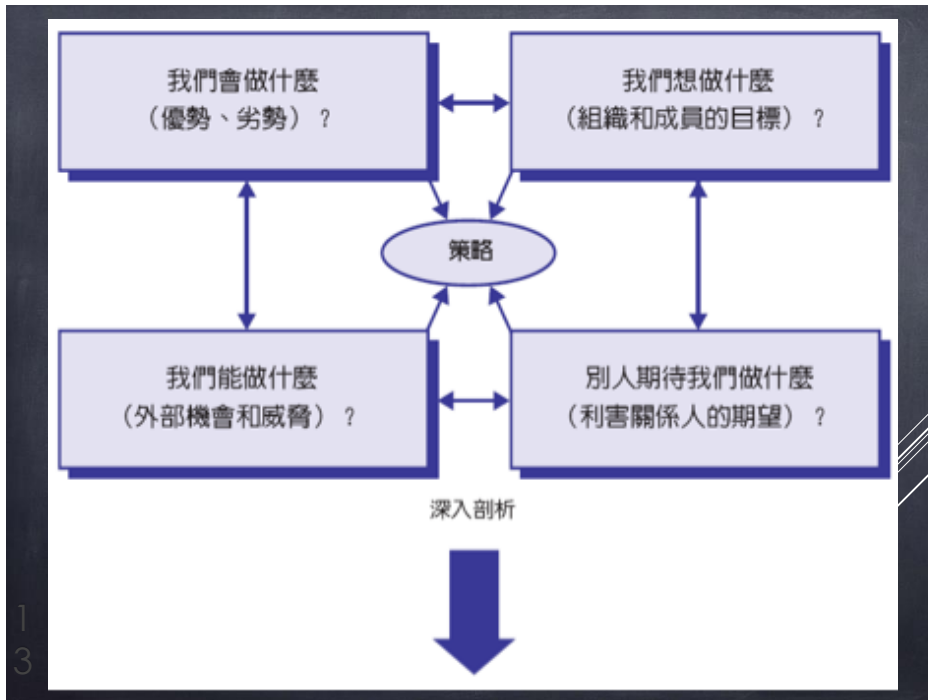 我們會做什麼
（優勢、劣勢）？
我們想做什麼
（組織和成員的目標）？
策略
我們能做什麼
（外部機會和威脅）？
別人期待我們做什麼
（利害關係人的期望）？
深入剖析
1
3